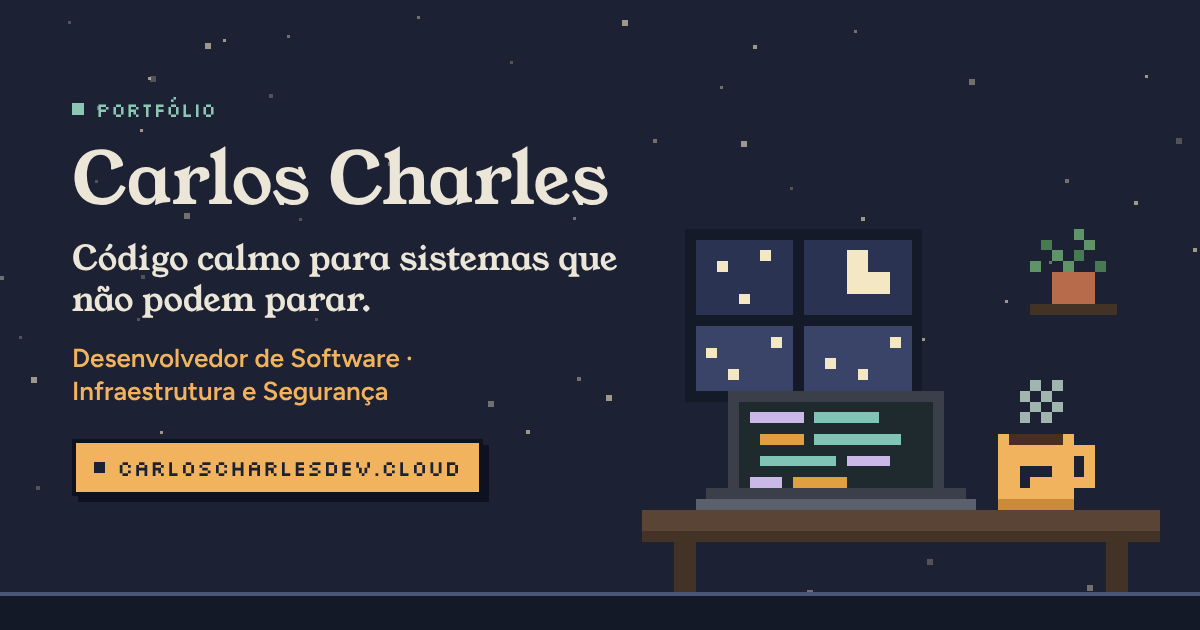 PORTFÓLIO
Carlos Charles
Código calmo para sistemas que
não podem parar.
Desenvolvedor de Software ·
Infraestrutura e Segurança
CARLOSCHARLESDEV.CLOUD